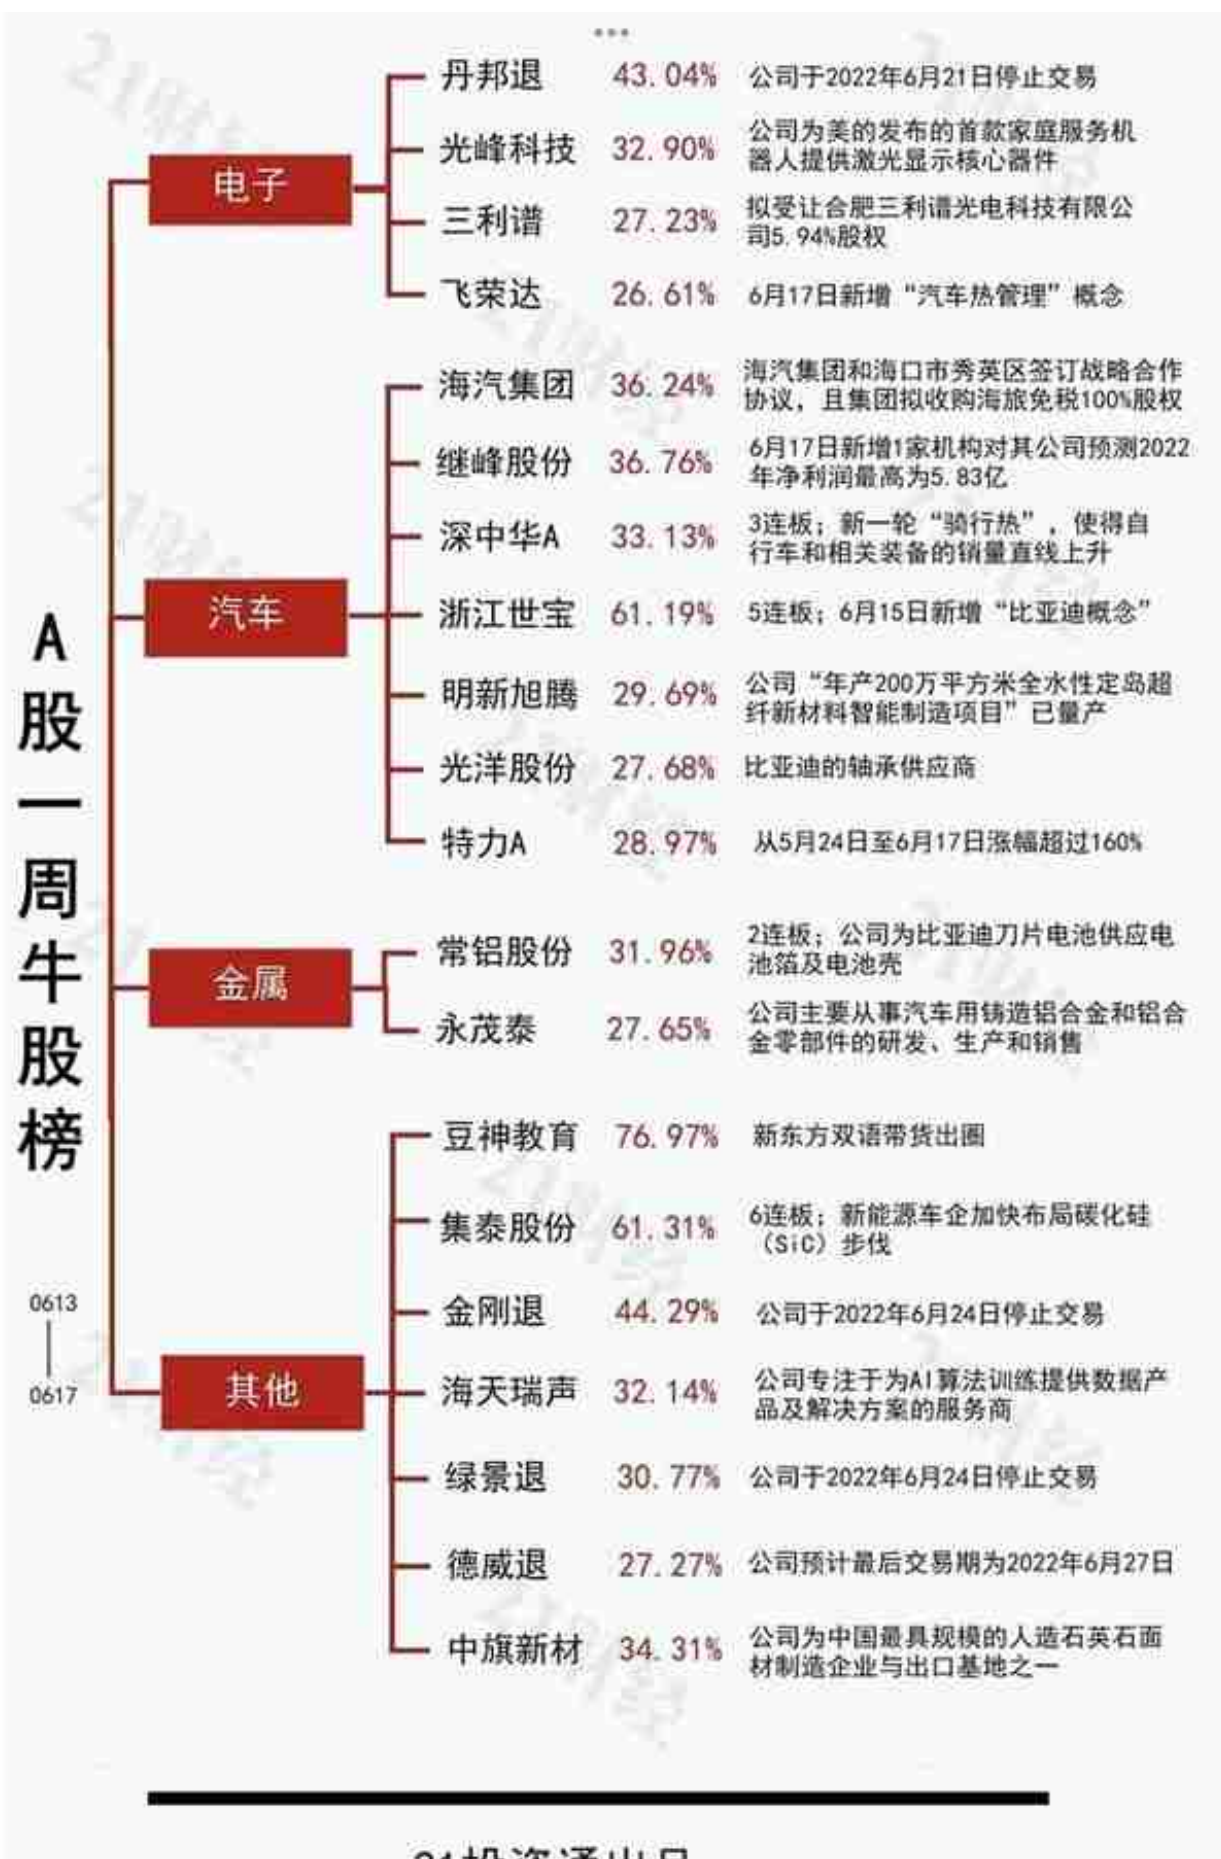 A股一周牛股榜
0613
0617
电子
丹邦退 43.04% 公司于2022年6月21日停止交易
光峰科技 32.90% 公司为美的发布的首款家庭服务机
器人提供激光显示核心器件
三利谱 27.23% 拟受让合肥三利谱光电科技有限公
司5.94%股权
飞荣达 26.61% 6月17日新增“汽车热管理”概念
汽车
海汽集团 36.24% 海汽集团和海口市秀英区签订战略合作
协议，且集团拟收购海旅免税100%股权
继峰股份 36.76% 6月17日新增1家机构对其公司预测2022
年净利润最高为5.83亿
深中华A 33.13% 3连板；新一轮“骑行热”，使得自
行车和相关装备的销量直线上升
浙江世宝 61.19% 5连板；6月15日新增“比亚迪概念”
明新旭腾 29.69% 公司“年产200万平方米全水性定岛超
纤新材料智能制造项目”已量产
光洋股份 27.68% 比亚迪的轴承供应商
特力A 28.97% 从5月24日至6月17日涨幅超过160%
金属
常铝股份 31.96% 2连板；公司为比亚迪刀片电池供应电
池箔及电池壳
永茂泰 27.65% 公司主要从事汽车用铸造铝合金和铝合
金零部件的研发、生产和销售
其他
豆神教育 76.97% 新东方双语带货出圈
集泰股份 61.31% 6连板；新能源车企加快布局碳化硅
（SiC）步伐
金刚退 44.29% 公司于2022年6月24日停止交易
海天瑞声 32.14% 公司专注于为AI算法训练提供数据产
品及解决方案的服务商
绿景退 30.77% 公司于2022年6月24日停止交易
德威退 27.27% 公司预计最后交易期为2022年6月27日
中旗新材 34.31% 公司为中国最具规模的人造石英石面
材制造企业与出口基地之一
21投资通出品
21财经